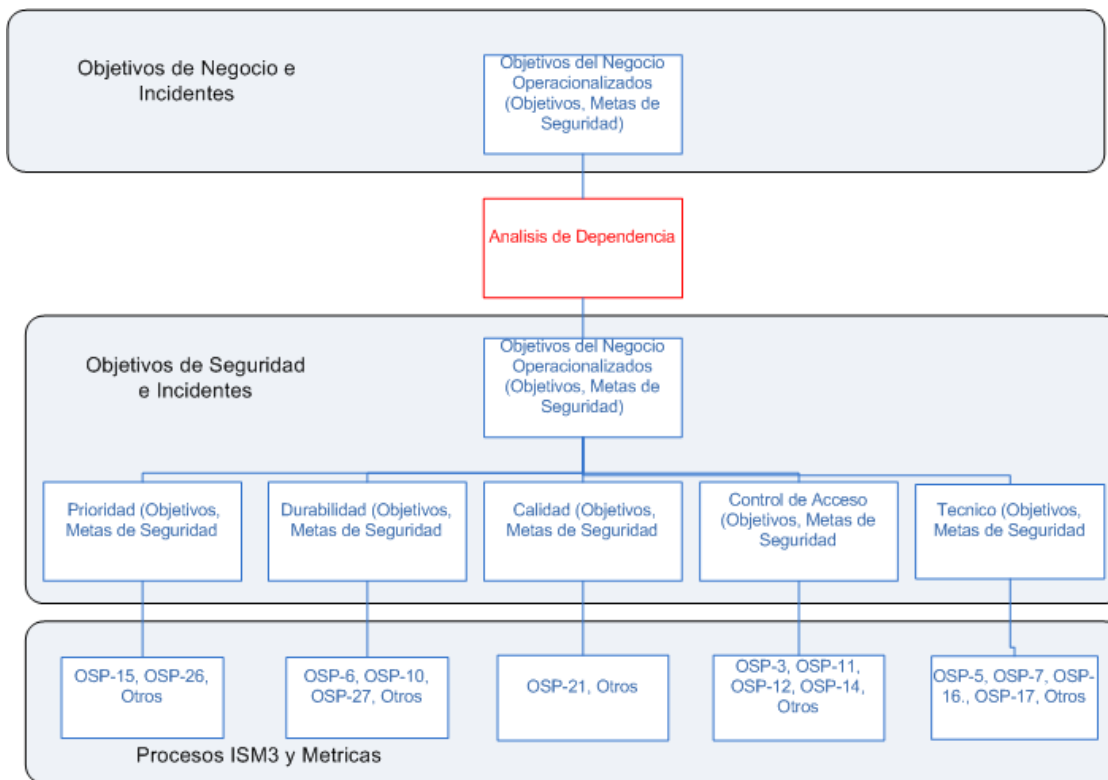 Objetivos de Negocio e
Incidentes
Objetivos del Negocio
Operacionalizados
(Objetivos, Metas de
Seguridad)
Analisis de Dependencia
Objetivos de Seguridad
e Incidentes
Objetivos del Negocio
Operacionalizados
(Objetivos, Metas de
Seguridad)
Prioridad (Objetivos,
Metas de Seguridad
Durabilidad (Objetivos,
Metas de Seguridad
Calidad (Objetivos,
Metas de Seguridad
Control de Acceso
(Objetivos, Metas de
Seguridad
Tecnico (Objetivos,
Metas de Seguridad
OSP-15, OSP-26,
Otros
OSP-6, OSP-10,
OSP-27, Otros
OSP-21, Otros
OSP-3, OSP-11,
OSP-12, OSP-14,
Otros
OSP-5, OSP-7, OSP-
16., OSP-17, Otros
Procesos ISM3 y Metricas